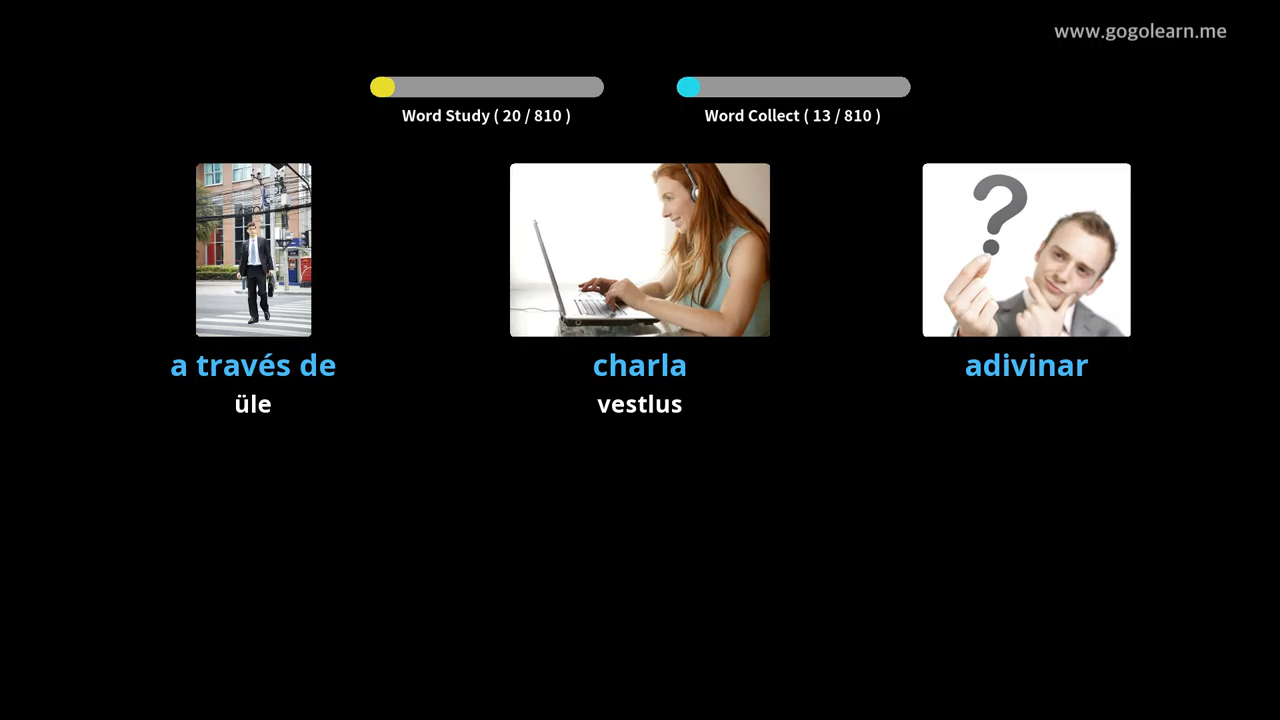 www.gogolearn.me
Word Study ( 20 / 810 )
Word Collect ( 13 / 810 )
a través de
üle
charla
vestlus
adivinar